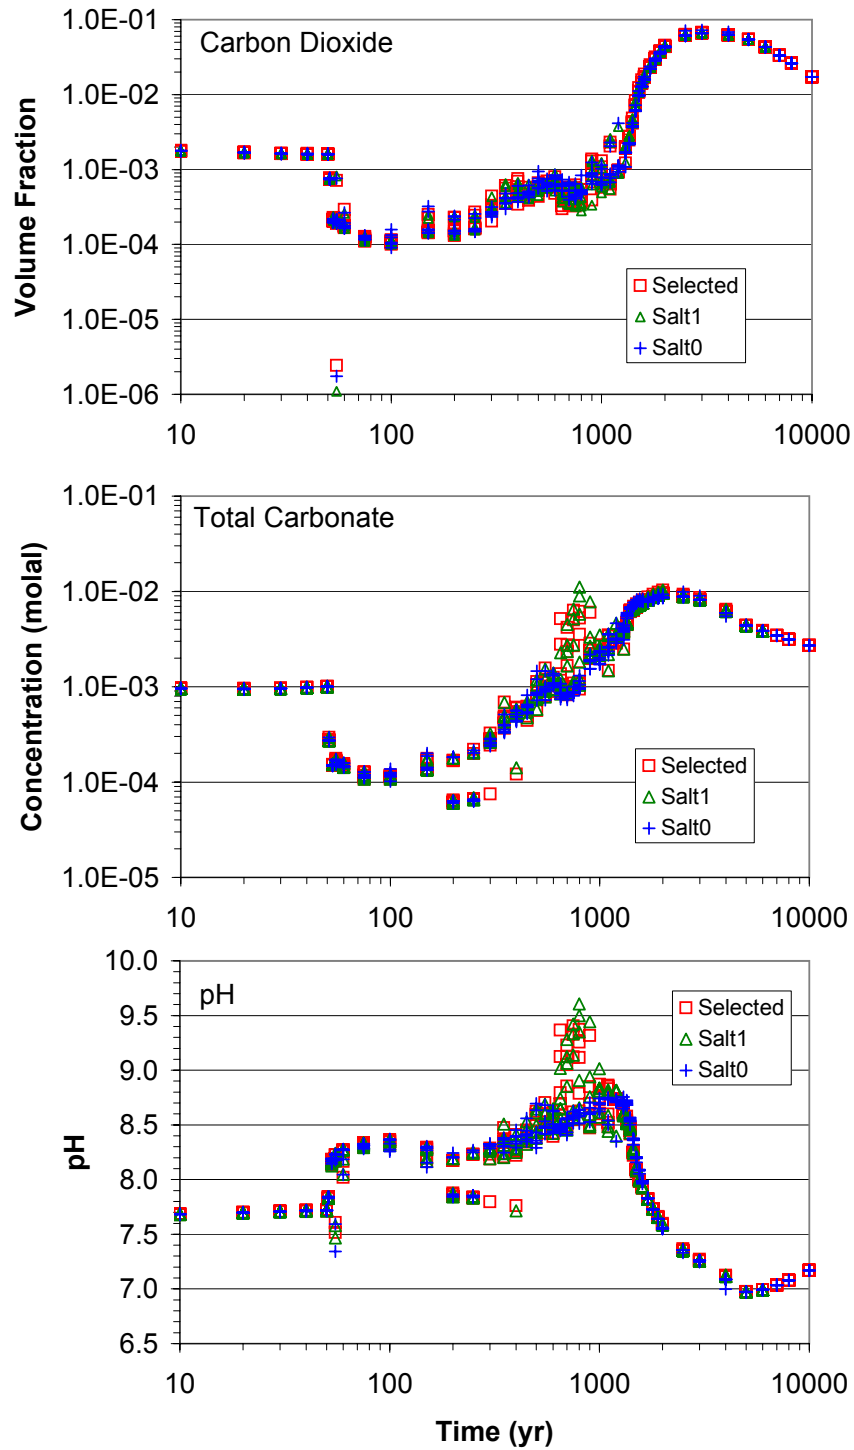 Carbon Dioxide
Volume Fraction
1.0E-01
1.0E-02
1.0E-03
1.0E-04
1.0E-05
1.0E-06
Selected
Salt1
Salt0
10 100 1000 10000
Total Carbonate
Concentration (molal)
1.0E-01
1.0E-02
1.0E-03
1.0E-04
1.0E-05
Selected
Salt1
Salt0
10 100 1000 10000
pH
pH
10.0
9.5
9.0
8.5
8.0
7.5
7.0
6.5
Selected
Salt1
Salt0
10 100 1000 10000
Time (yr)